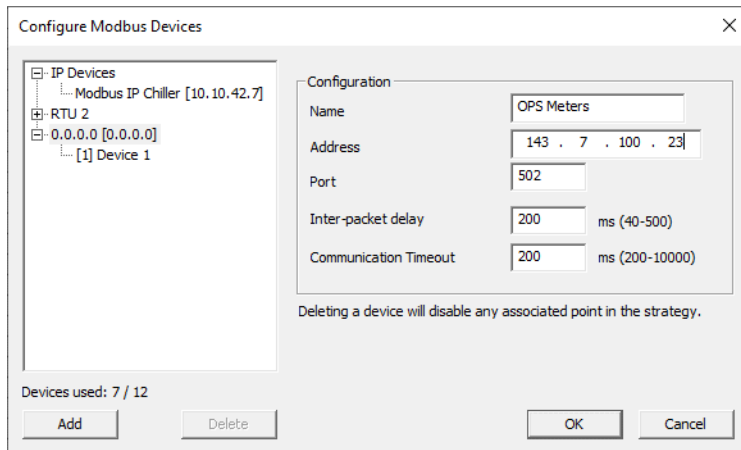 Configure Modbus Devices
IP Devices
Modbus IP Chiller [10.10.42.7]
RTU 2
0.0.0.0 [0.0.0.0]
[1] Device 1
Configuration
Name OPS Meters
Address 143 . 7 . 100 . 23
Port 502
Inter-packet delay 200 ms (40-500)
Communication Timeout 200 ms (200-10000)
Deleting a device will disable any associated point in the strategy.
Devices used: 7 / 12
Add Delete OK Cancel